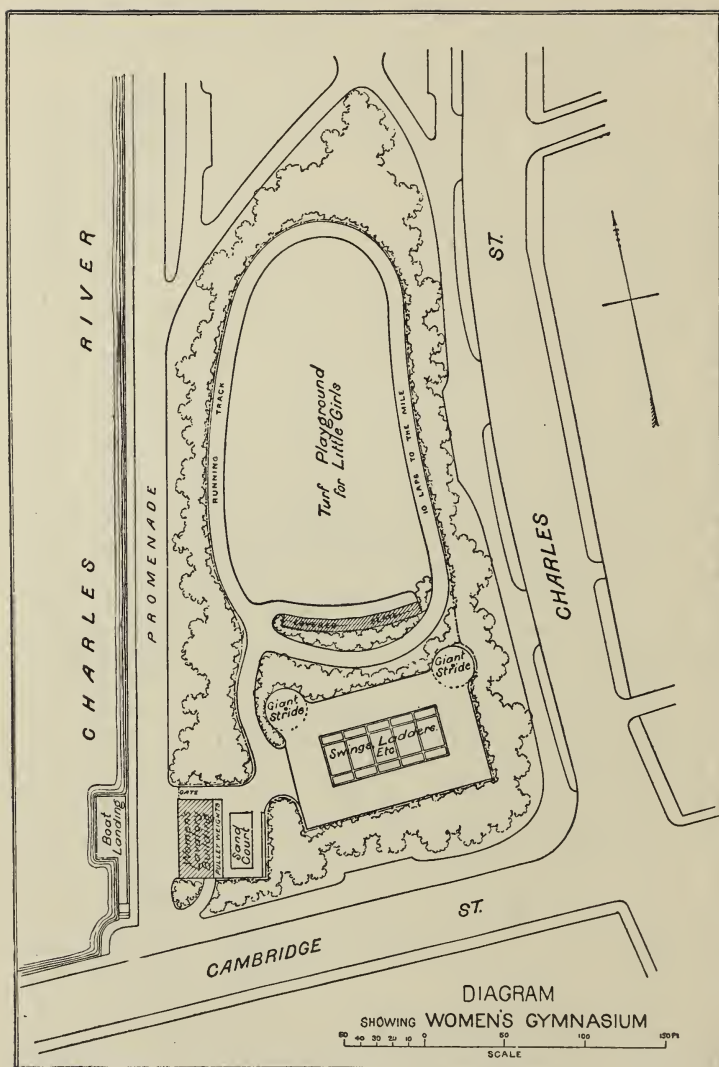 CHARLES RIVER
PROMENADE
RUNNING TRACK
Turf Playground
for Little Girls
10 LAPS TO THE MILE
ST.
CHARLES
Giant
Stride
Giant
Stride
Swings, Ladders,
Etc.
GATE
Boat
Landing
Women's
Building
PULLEY WEIGHTS
Sand
Court
CAMBRIDGE ST.
DIAGRAM
SHOWING WOMEN'S GYMNASIUM
50 40 30 20 10 0 50 100 150 Ft
SCALE